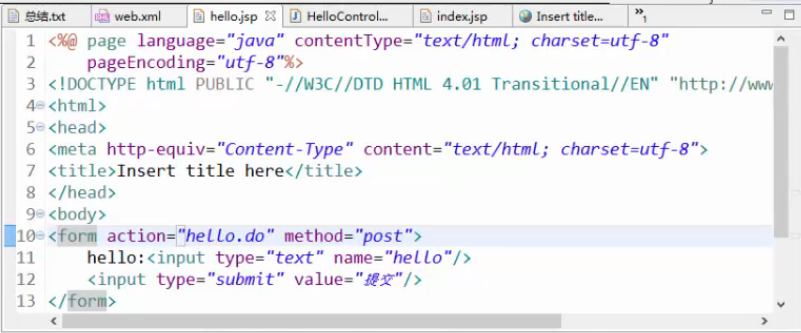 总结.txt web.xml hello.jsp HelloControl... index.jsp Insert title... »1
1 <%@ page language="java" contentType="text/html; charset=utf-8"
2 pageEncoding="utf-8"%>
3 <!DOCTYPE html PUBLIC "-//W3C//DTD HTML 4.01 Transitional//EN" "http://www
4 <html>
5 <head>
6 <meta http-equiv="Content-Type" content="text/html; charset=utf-8">
7 <title>Insert title here</title>
8 </head>
9 <body>
10 <form action="hello.do" method="post">
11 hello:<input type="text" name="hello"/>
12 <input type="submit" value="提交"/>
13 </form>